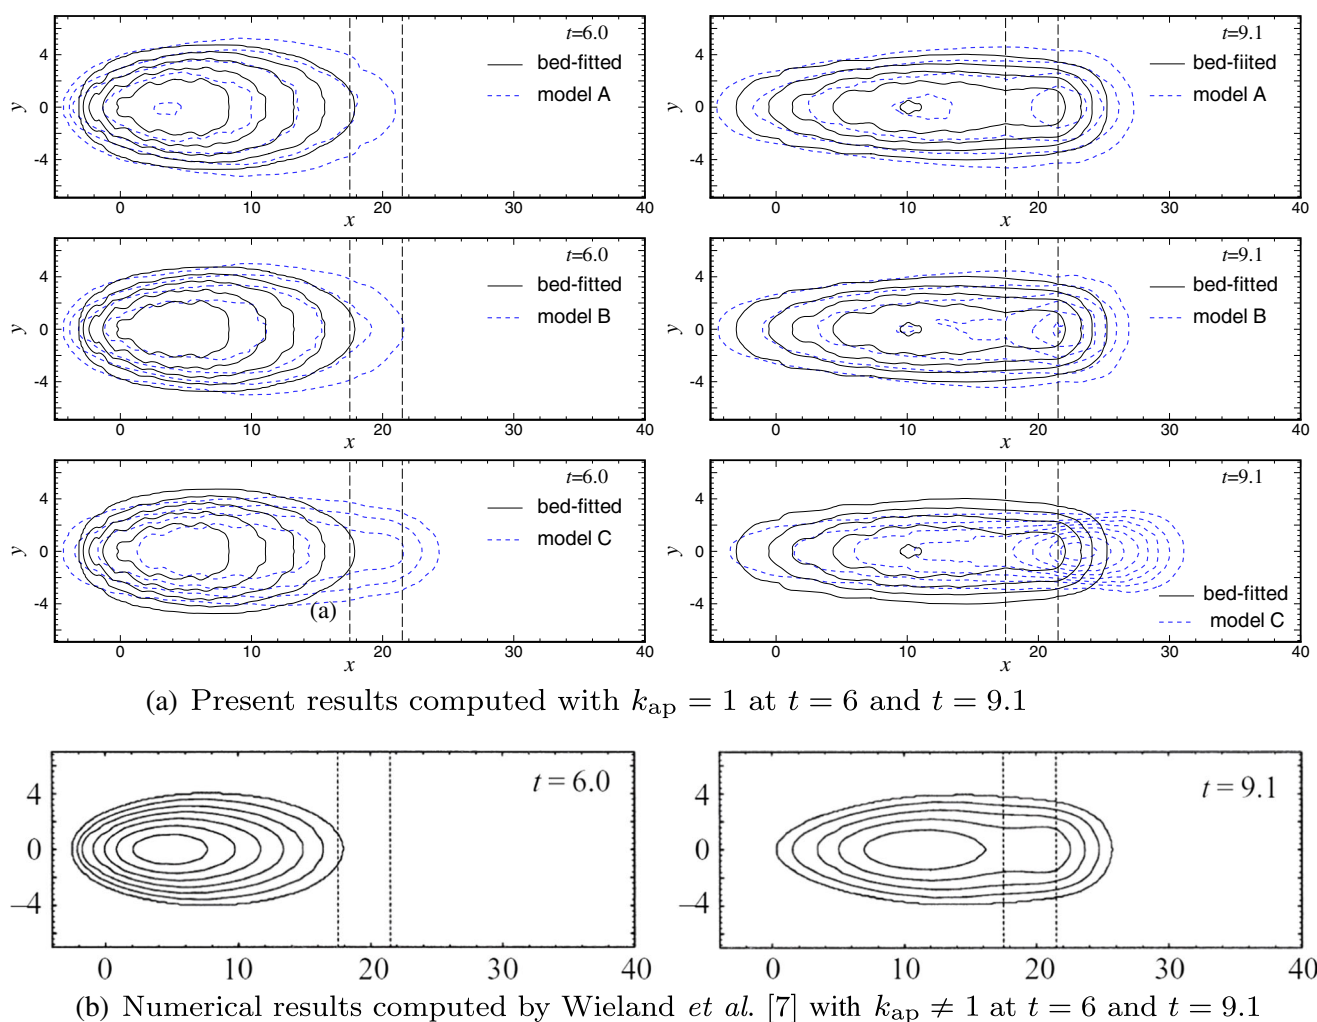 t=6.0
bed-fitted
model A
4
0
-4
y
0
10
20
30
40
x
t=9.1
bed-fiited
model A
4
0
-4
y
0
10
20
30
40
x
t=6.0
bed-fitted
model B
4
0
-4
y
0
10
20
30
40
x
t=9.1
bed-fitted
model B
4
0
-4
y
0
10
20
30
40
x
t=6.0
bed-fitted
model C
4
0
-4
y
(a)
0
10
20
30
40
x
t=9.1
bed-fitted
model C
4
0
-4
y
0
10
20
30
40
x
(a) Present results computed with k_ap = 1 at t = 6 and t = 9.1
t = 6.0
4
0
−4
0
10
20
30
40
t = 9.1
4
0
−4
0
10
20
30
40
(b) Numerical results computed by Wieland et al. [7] with k_ap ≠ 1 at t = 6 and t = 9.1